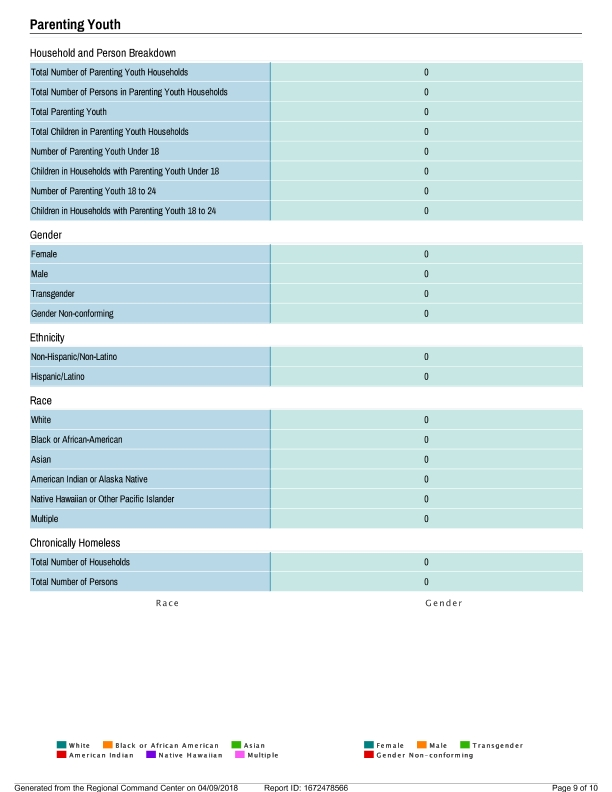 Parenting Youth
Household and Person Breakdown
Total Number of Parenting Youth Households 0
Total Number of Persons in Parenting Youth Households 0
Total Parenting Youth 0
Total Children in Parenting Youth Households 0
Number of Parenting Youth Under 18 0
Children in Households with Parenting Youth Under 18 0
Number of Parenting Youth 18 to 24 0
Children in Households with Parenting Youth 18 to 24 0
Gender
Female 0
Male 0
Transgender 0
Gender Non-conforming 0
Ethnicity
Non-Hispanic/Non-Latino 0
Hispanic/Latino 0
Race
White 0
Black or African-American 0
Asian 0
American Indian or Alaska Native 0
Native Hawaiian or Other Pacific Islander 0
Multiple 0
Chronically Homeless
Total Number of Households 0
Total Number of Persons 0
Race Gender
White Black or African American Asian Female Male Transgender
American Indian Native Hawaiian Multiple Gender Non-conforming
Generated from the Regional Command Center on 04/09/2018 Report ID: 1672478566 Page 9 of 10